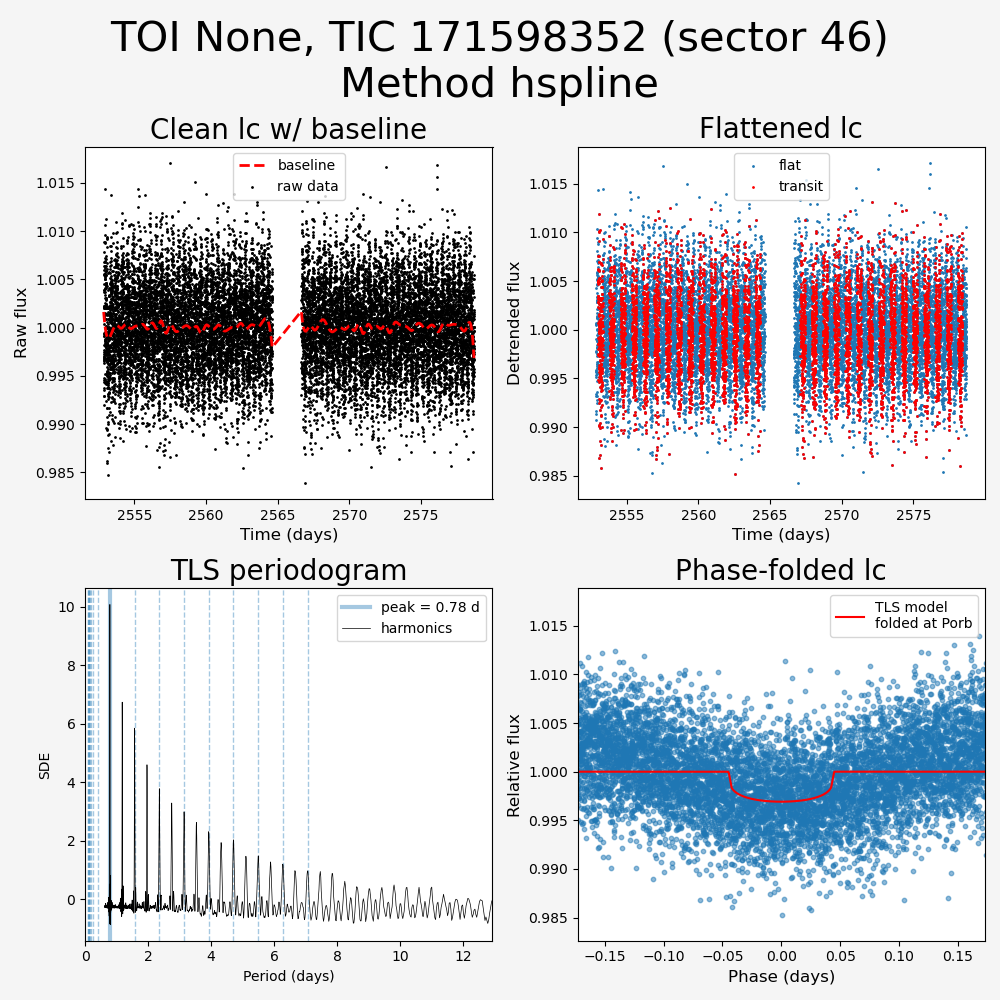 TOI None, TIC 171598352 (sector 46)
Method hspline
Clean lc w/ baseline
Flattened lc
baseline
raw data
flat
transit
1.015
1.010
1.005
1.000
0.995
0.990
0.985
Raw flux
2555
2560
2565
2570
2575
Time (days)
1.015
1.010
1.005
1.000
0.995
0.990
0.985
Detrended flux
2555
2560
2565
2570
2575
Time (days)
TLS periodogram
Phase-folded lc
peak = 0.78 d
harmonics
TLS model
folded at Porb
10
8
6
4
2
0
SDE
0
2
4
6
8
10
12
Period (days)
1.015
1.010
1.005
1.000
0.995
0.990
0.985
Relative flux
−0.15
−0.10
−0.05
0.00
0.05
0.10
0.15
Phase (days)